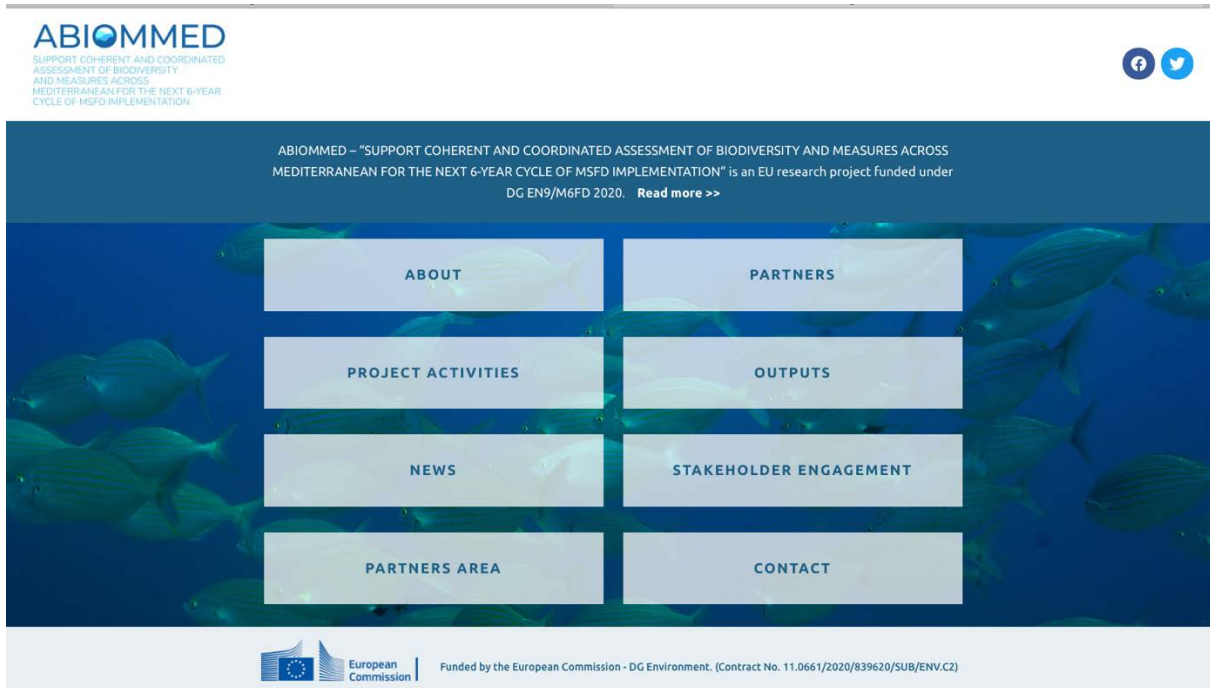 ABIOMMED
SUPPORT COHERENT AND COORDINATED
ASSESSMENT OF BIODIVERSITY
AND MEASURES ACROSS
MEDITERRANEAN FOR THE NEXT 6-YEAR
CYCLE OF MSFD IMPLEMENTATION
ABIOMMED – "SUPPORT COHERENT AND COORDINATED ASSESSMENT OF BIODIVERSITY AND MEASURES ACROSS
MEDITERRANEAN FOR THE NEXT 6-YEAR CYCLE OF MSFD IMPLEMENTATION" is an EU research project funded under
DG EN9/M6FD 2020. Read more >>
ABOUT
PARTNERS
PROJECT ACTIVITIES
OUTPUTS
NEWS
STAKEHOLDER ENGAGEMENT
PARTNERS AREA
CONTACT
European
Commission
Funded by the European Commission - DG Environment. (Contract No. 11.0661/2020/839620/SUB/ENV.C2)